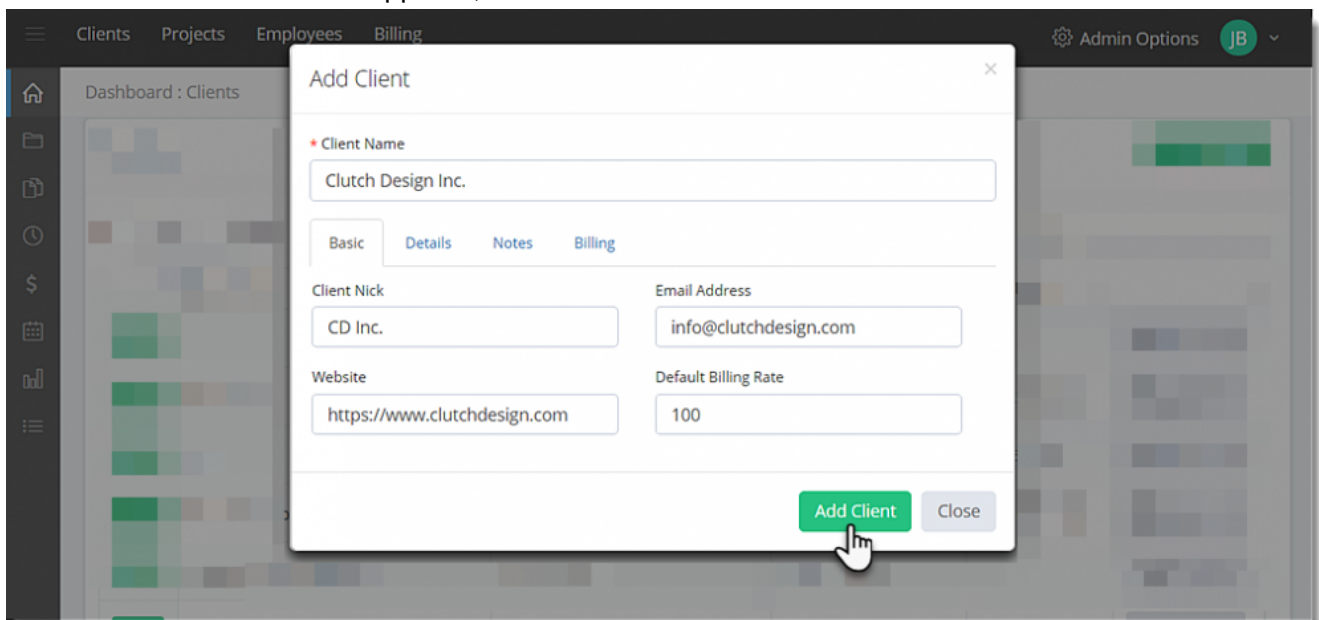 Clients Projects Employees Billing Admin Options JB
Dashboard : Clients
Add Client ×
* Client Name
Clutch Design Inc.
Basic Details Notes Billing
Client Nick Email Address
CD Inc. info@clutchdesign.com
Website Default Billing Rate
https://www.clutchdesign.com 100
Add Client Close